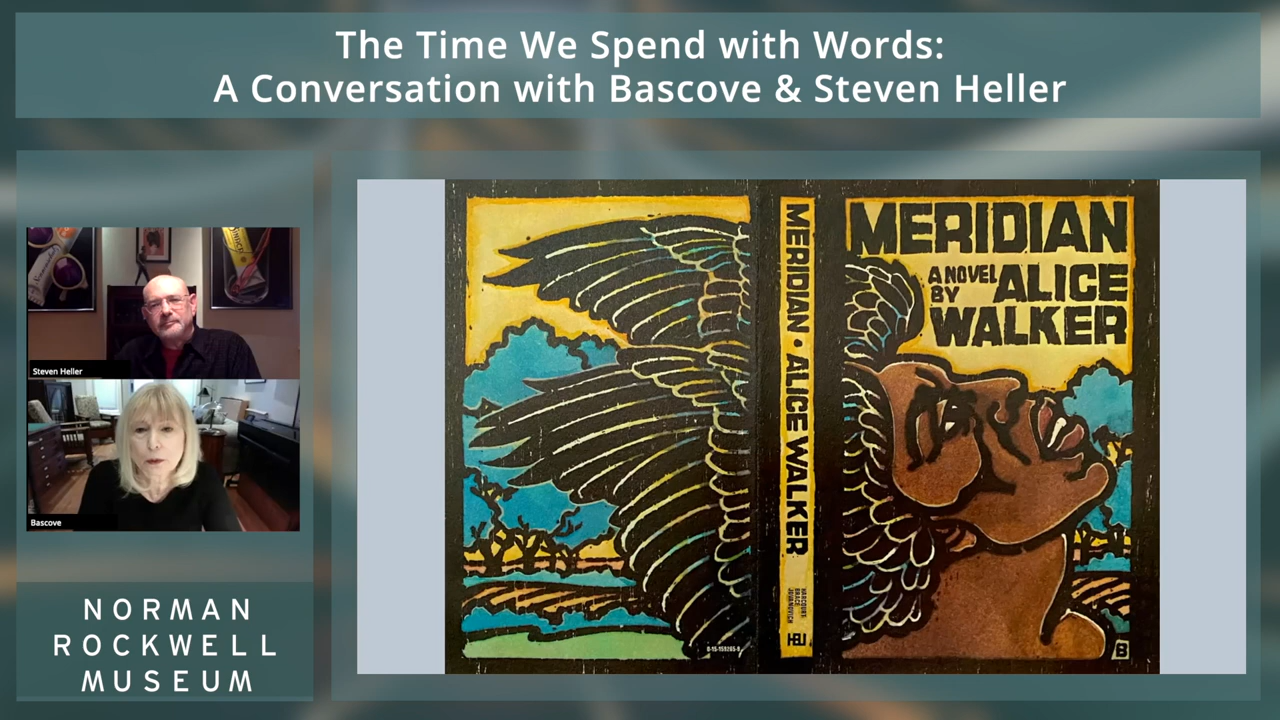 The Time We Spend with Words:
A Conversation with Bascove & Steven Heller
Steven Heller
Bascove
NORMAN
ROCKWELL
MUSEUM
MERIDIAN • ALICE WALKER
HARCOURT
BRACE
JOVANOVICH
HBJ
MERIDIAN
A NOVEL
BY
ALICE
WALKER
B